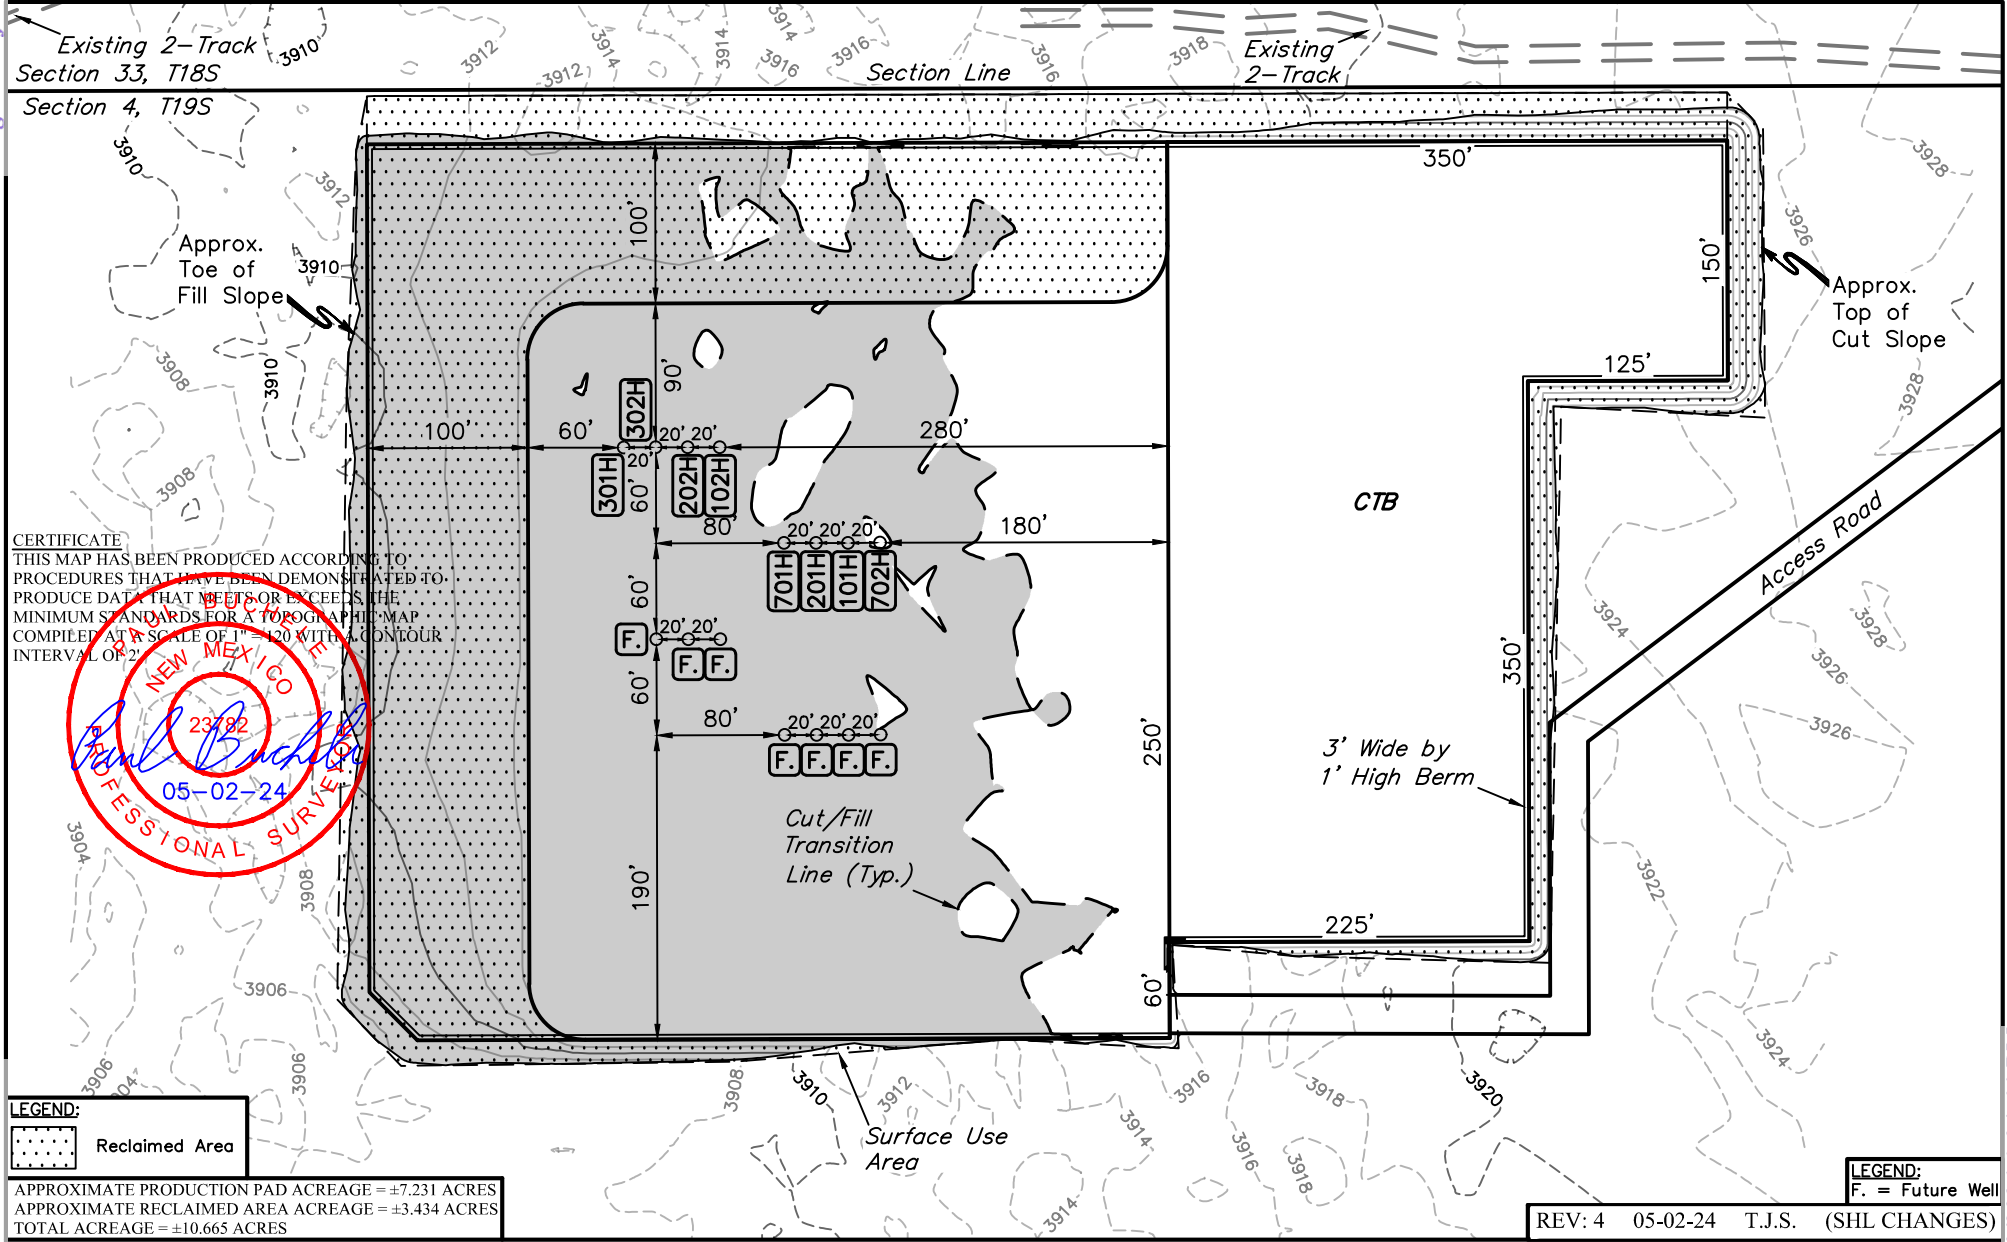 Existing 2-Track
Section 33, T18S
Section 4, T19S
Section Line
Existing
2-Track
3910
3912
3912
3914
3914
3914
3916
3916
3916
3918
3910
3912
3910
3910
3908
3908
3928
3926
3928
Approx.
Toe of
Fill Slope
Approx.
Top of
Cut Slope
350'
150'
125'
350'
225'
250'
60'
100'
90'
100'
60'
20'
20'
20'
280'
302H
301H
202H
102H
60'
80'
20'
20'
20'
180'
701H
201H
101H
702H
60'
F.
20'
20'
F.
F.
60'
80'
20'
20'
20'
F.
F.
F.
F.
190'
CTB
Access Road
3' Wide by
1' High Berm
Cut/Fill
Transition
Line (Typ.)
Surface Use
Area
CERTIFICATE
THIS MAP HAS BEEN PRODUCED ACCORDING TO
PROCEDURES THAT HAVE BEEN DEMONSTRATED TO
PRODUCE DATA THAT MEETS OR EXCEEDS THE
MINIMUM STANDARDS FOR A TOPOGRAPHIC MAP
COMPILED AT A SCALE OF 1" = 120 WITH A CONTOUR
INTERVAL OF 2'.
PAUL BUCHELE
NEW MEXICO
23782
Paul Buchele
05-02-24
PROFESSIONAL SURVEYOR
3924
3928
3926
3926
3922
3924
3904
3908
3906
3906
3904
3906
3908
3910
3912
3914
3916
3918
3920
3916
3918
3914
LEGEND:
Reclaimed Area
APPROXIMATE PRODUCTION PAD ACREAGE = ±7.231 ACRES
APPROXIMATE RECLAIMED AREA ACREAGE = ±3.434 ACRES
TOTAL ACREAGE = ±10.665 ACRES
LEGEND:
F. = Future Well
REV: 4 05-02-24 T.J.S. (SHL CHANGES)